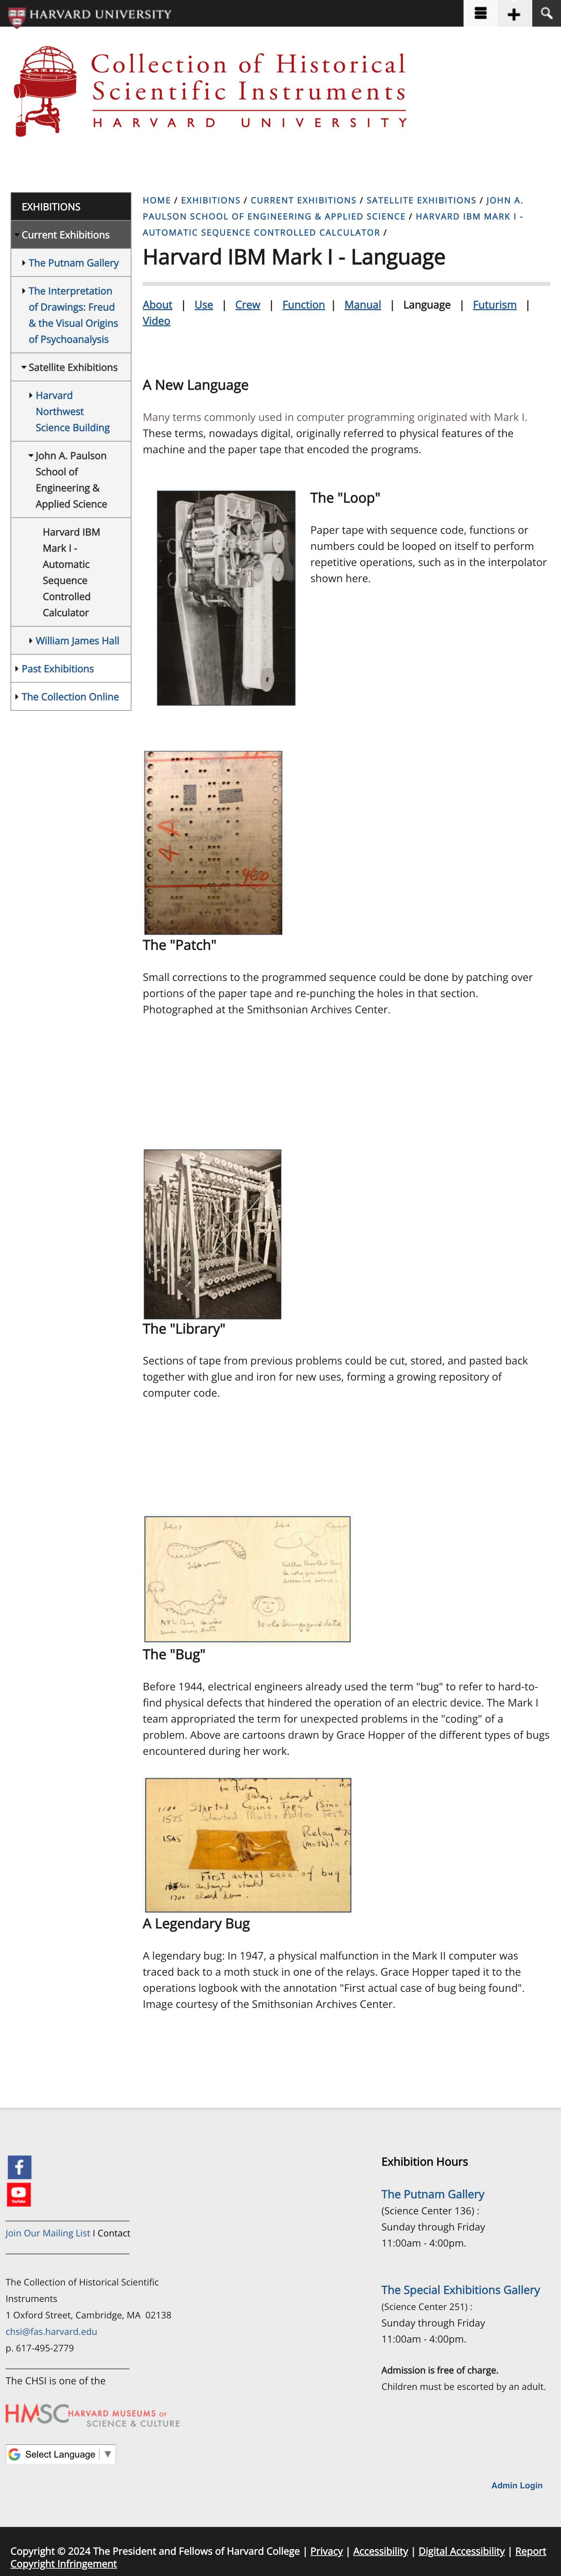 HARVARD UNIVERSITY
Collection of Historical
Scientific Instruments
HARVARD UNIVERSITY
EXHIBITIONS
Current Exhibitions
The Putnam Gallery
The Interpretation
of Drawings: Freud
& the Visual Origins
of Psychoanalysis
Satellite Exhibitions
Harvard
Northwest
Science Building
John A. Paulson
School of
Engineering &
Applied Science
Harvard IBM
Mark I -
Automatic
Sequence
Controlled
Calculator
William James Hall
Past Exhibitions
The Collection Online
HOME / EXHIBITIONS / CURRENT EXHIBITIONS / SATELLITE EXHIBITIONS / JOHN A.
PAULSON SCHOOL OF ENGINEERING & APPLIED SCIENCE / HARVARD IBM MARK I -
AUTOMATIC SEQUENCE CONTROLLED CALCULATOR /
Harvard IBM Mark I - Language
About | Use | Crew | Function | Manual | Language | Futurism |
Video
A New Language
Many terms commonly used in computer programming originated with Mark I.
These terms, nowadays digital, originally referred to physical features of the
machine and the paper tape that encoded the programs.
The "Loop"
Paper tape with sequence code, functions or
numbers could be looped on itself to perform
repetitive operations, such as in the interpolator
shown here.
4A
960
The "Patch"
Small corrections to the programmed sequence could be done by patching over
portions of the paper tape and re-punching the holes in that section.
Photographed at the Smithsonian Archives Center.
The "Library"
Sections of tape from previous problems could be cut, stored, and pasted back
together with glue and iron for new uses, forming a growing repository of
computer code.
The "Bug"
Before 1944, electrical engineers already used the term "bug" to refer to hard-to-
find physical defects that hindered the operation of an electric device. The Mark I
team appropriated the term for unexpected problems in the "coding" of a
problem. Above are cartoons drawn by Grace Hopper of the different types of bugs
encountered during her work.
Started Cosine Tape (Sine
Started Multi Adder Test.
1545
Relay
First actual case of bug
A Legendary Bug
A legendary bug: In 1947, a physical malfunction in the Mark II computer was
traced back to a moth stuck in one of the relays. Grace Hopper taped it to the
operations logbook with the annotation "First actual case of bug being found".
Image courtesy of the Smithsonian Archives Center.
YouTube
Join Our Mailing List I Contact
The Collection of Historical Scientific
Instruments
1 Oxford Street, Cambridge, MA 02138
chsi@fas.harvard.edu
p. 617-495-2779
The CHSI is one of the
HMSC HARVARD MUSEUMS OF
SCIENCE & CULTURE
Select Language
Exhibition Hours
The Putnam Gallery
(Science Center 136) :
Sunday through Friday
11:00am - 4:00pm.
The Special Exhibitions Gallery
(Science Center 251) :
Sunday through Friday
11:00am - 4:00pm.
Admission is free of charge.
Children must be escorted by an adult.
Admin Login
Copyright © 2024 The President and Fellows of Harvard College | Privacy | Accessibility | Digital Accessibility | Report
Copyright Infringement